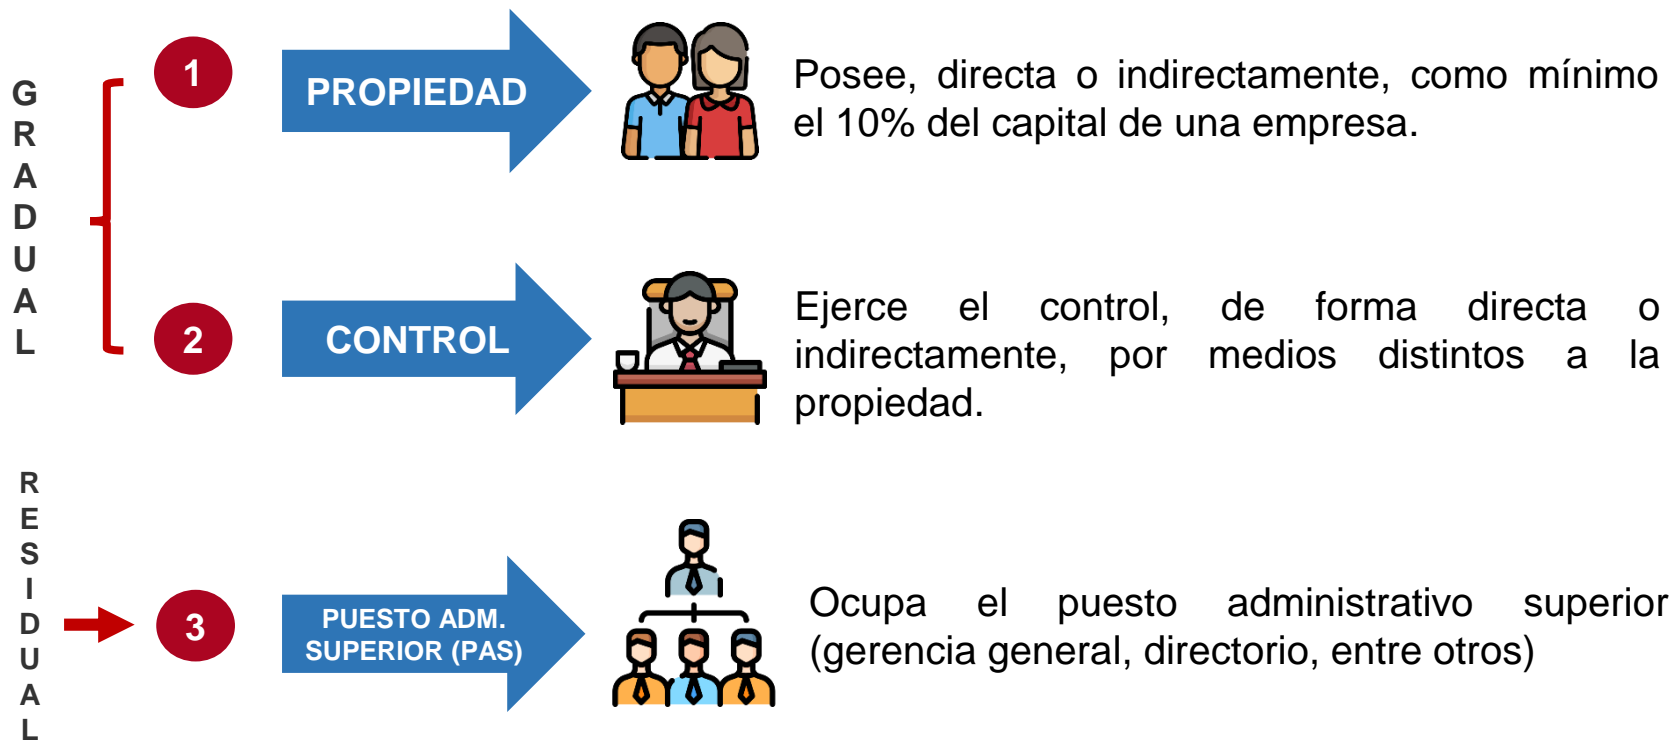 GRADUAL
1
PROPIEDAD
Posee, directa o indirectamente, como mínimo
el 10% del capital de una empresa.
2
CONTROL
Ejerce el control, de forma directa o
indirectamente, por medios distintos a la
propiedad.
RESIDUAL
3
PUESTO ADM.
SUPERIOR (PAS)
Ocupa el puesto administrativo superior
(gerencia general, directorio, entre otros)